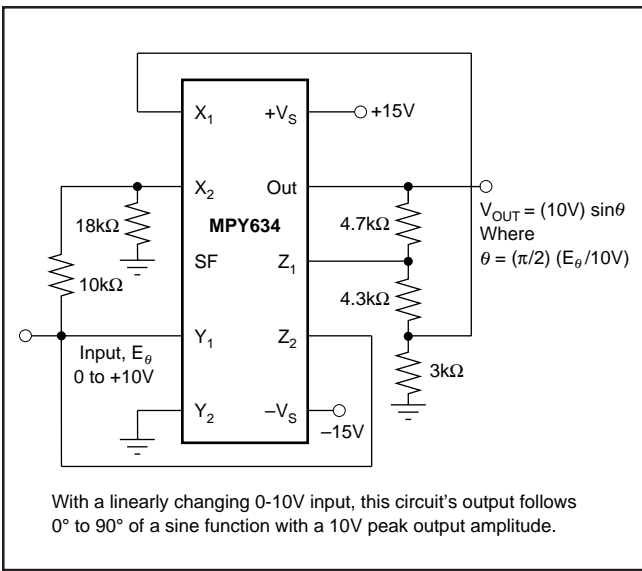 X1 +VS +15V
X2 Out
18kΩ MPY634 4.7kΩ
VOUT = (10V) sinθ
Where
θ = (π/2) (Eθ/10V)
SF Z1
10kΩ 4.3kΩ
Y1 Z2
Input, Eθ
0 to +10V
3kΩ
Y2 –VS
–15V
With a linearly changing 0-10V input, this circuit's output follows
0° to 90° of a sine function with a 10V peak output amplitude.